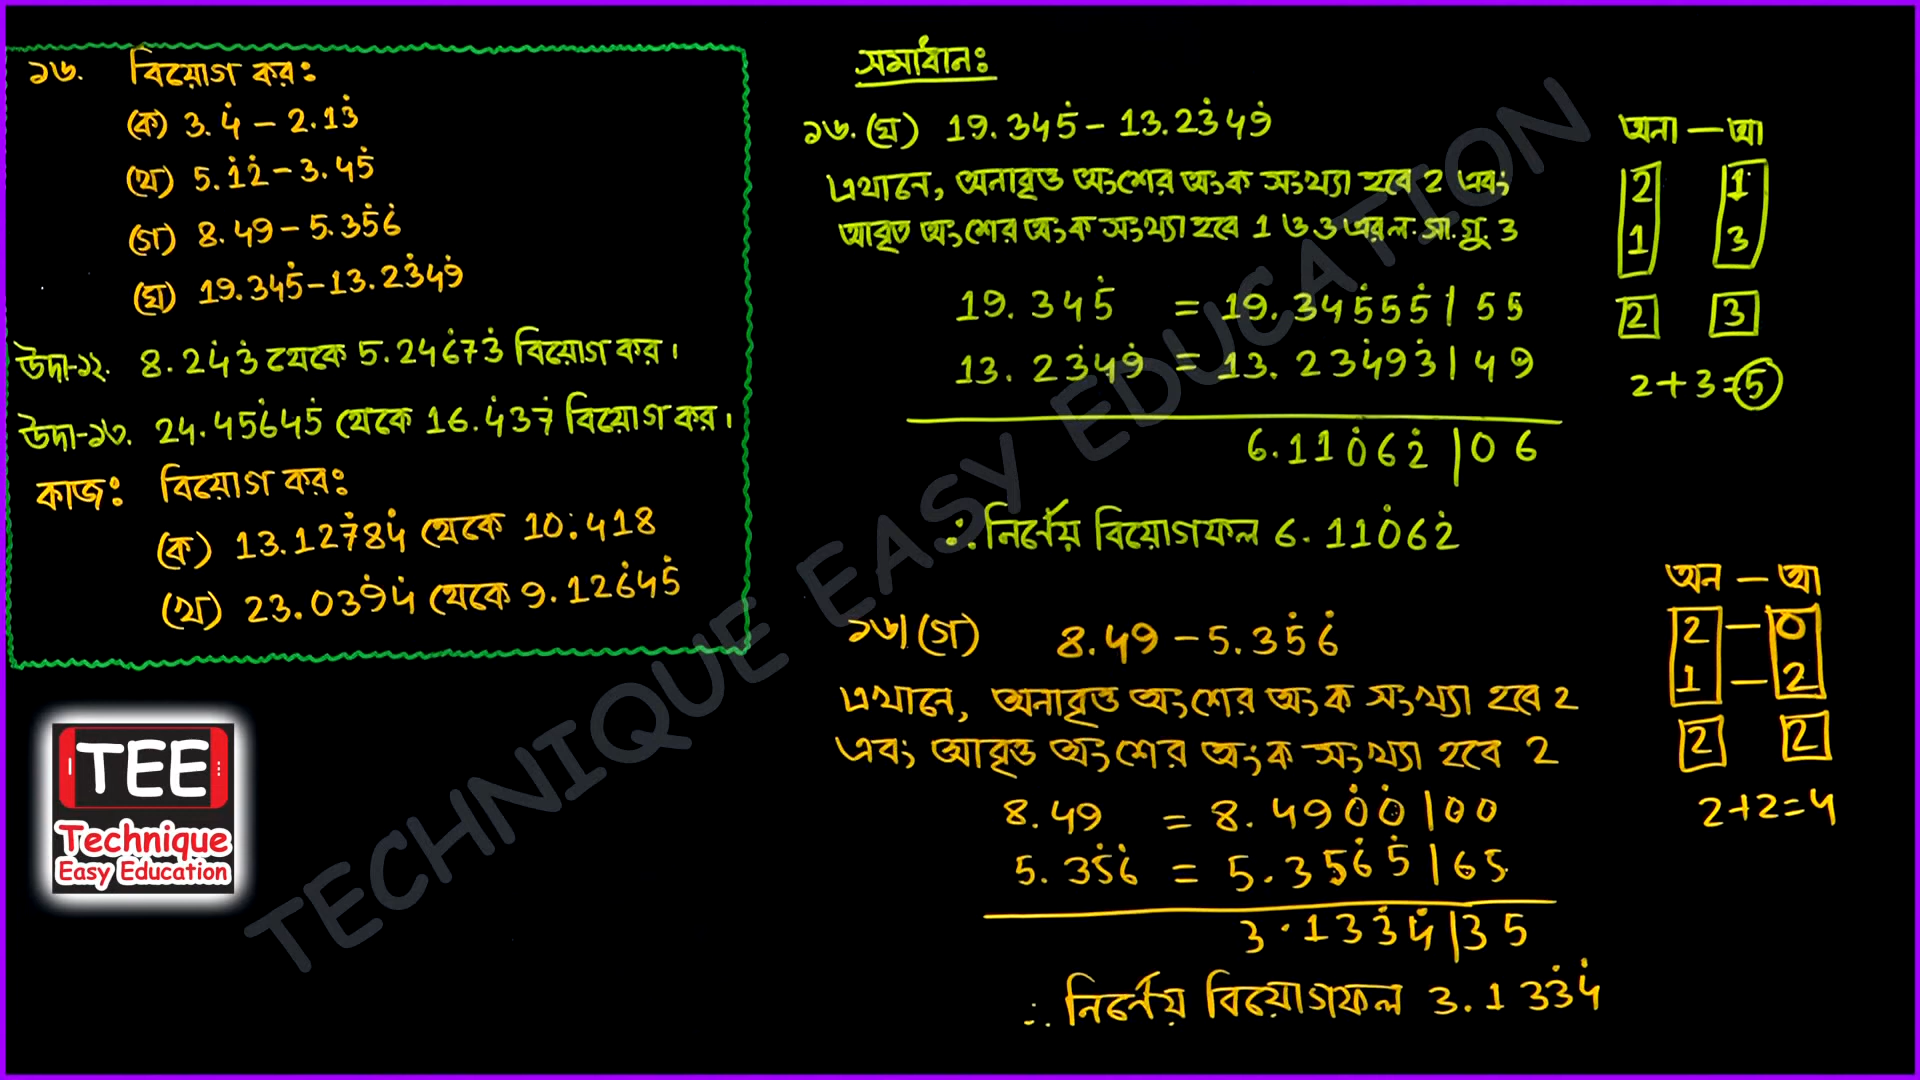 ১৬. বিয়োগ কর:
(ক) 3.4̇ – 2.13̇
(খ) 5.1̇2̇ – 3.45̇
(গ) 8.49 – 5.35̇6̇
(ঘ) 19.345̇ – 13.23̇49̇
উদা-১২. 8.24̇3̇ থেকে 5.24̇673̇ বিয়োগ কর।
উদা-১৩. 24.456̇45̇ থেকে 16.4̇37̇ বিয়োগ কর।
কাজ: বিয়োগ কর:
(ক) 13.127̇84̇ থেকে 10.418
(খ) 23.039̇4̇ থেকে 9.126̇45̇
TEE
Technique
Easy Education
সমাধান:
১৬. (ঘ) 19.345̇ – 13.23̇49̇
এখানে, অনাবৃত্ত অংশের অংক সংখ্যা হবে 2 এবং
আবৃত অংশের অংক সংখ্যা হবে 1 ও 3 এর ল. সা. গু. 3
19.345̇ = 19.345̇55̇|55
13.23̇49̇ = 13.234̇93̇|49
6.110̇62̇|06
∴ নির্ণেয় বিয়োগফল 6.110̇62̇
অনা — আ
2 1
1 3
2 3
2+3=5
১৬|(গ) 8.49 – 5.35̇6̇
এখানে, অনাবৃত্ত অংশের অংক সংখ্যা হবে 2
এবং আবৃত্ত অংশের অংক সংখ্যা হবে 2
8.49 = 8.490̇0̇|00
5.35̇6̇ = 5.356̇5̇|65
3.133̇4̇|35
∴ নির্ণেয় বিয়োগফল 3.133̇4̇
অন — আ
2 — 0
1 — 2
2 2
2+2=4
TECHNIQUE EASY EDUCATION